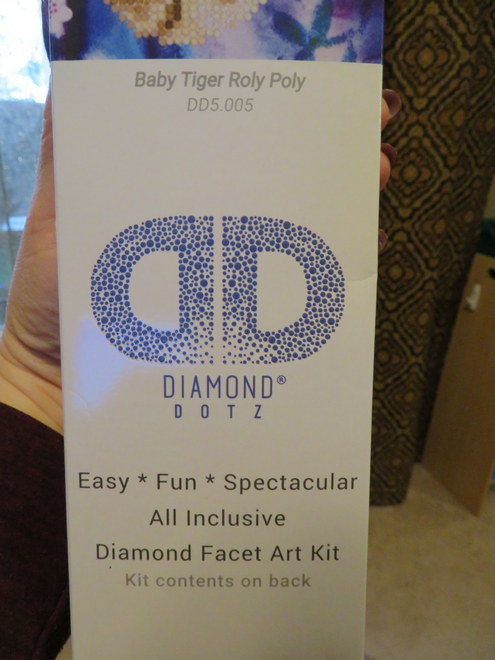 Baby Tiger Roly Poly
DD5.005
DIAMOND®
DOTZ
Easy * Fun * Spectacular
All Inclusive
Diamond Facet Art Kit
Kit contents on back